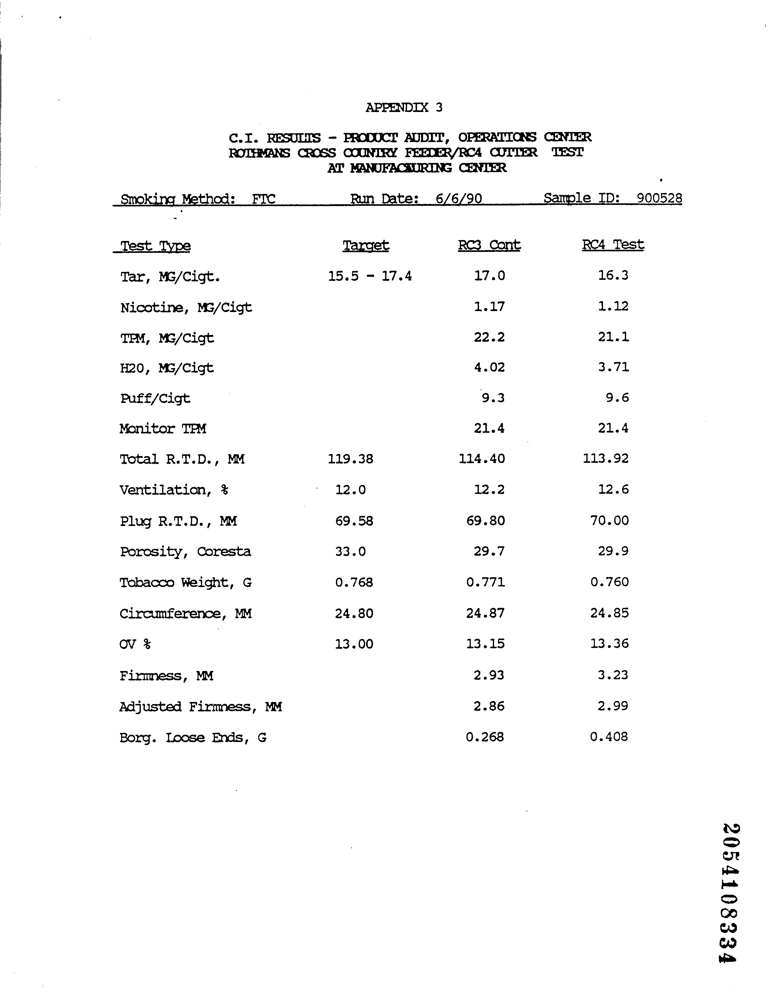 APPENDIX 3
C.I. RESULTS - PRODUCT AUDIT, OPERATIONS CENTER
ROTHMANS CROSS COUNTRY FEEDER/RC4 CUTTER TEST
AT MANUFACURING CENTER
Smoking Method: FTC Run Date: 6/6/90 Sample ID: 900528
Test Type Target RC3 Cont RC4 Test
Tar, MG/Cigt. 15.5 - 17.4 17.0 16.3
Nicotine, MG/Cigt 1.17 1.12
TPM, MG/Cigt 22.2 21.1
H20, MG/Cigt 4.02 3.71
Puff/Cigt 9.3 9.6
Monitor TPM 21.4 21.4
Total R.T.D., MM 119.38 114.40 113.92
Ventilation, % 12.0 12.2 12.6
Plug R.T.D., MM 69.58 69.80 70.00
Porosity, Coresta 33.0 29.7 29.9
Tobacco Weight, G 0.768 0.771 0.760
Circumference, MM 24.80 24.87 24.85
OV % 13.00 13.15 13.36
Firmness, MM 2.93 3.23
Adjusted Firmness, MM 2.86 2.99
Borg. Loose Ends, G 0.268 0.408
2054108334